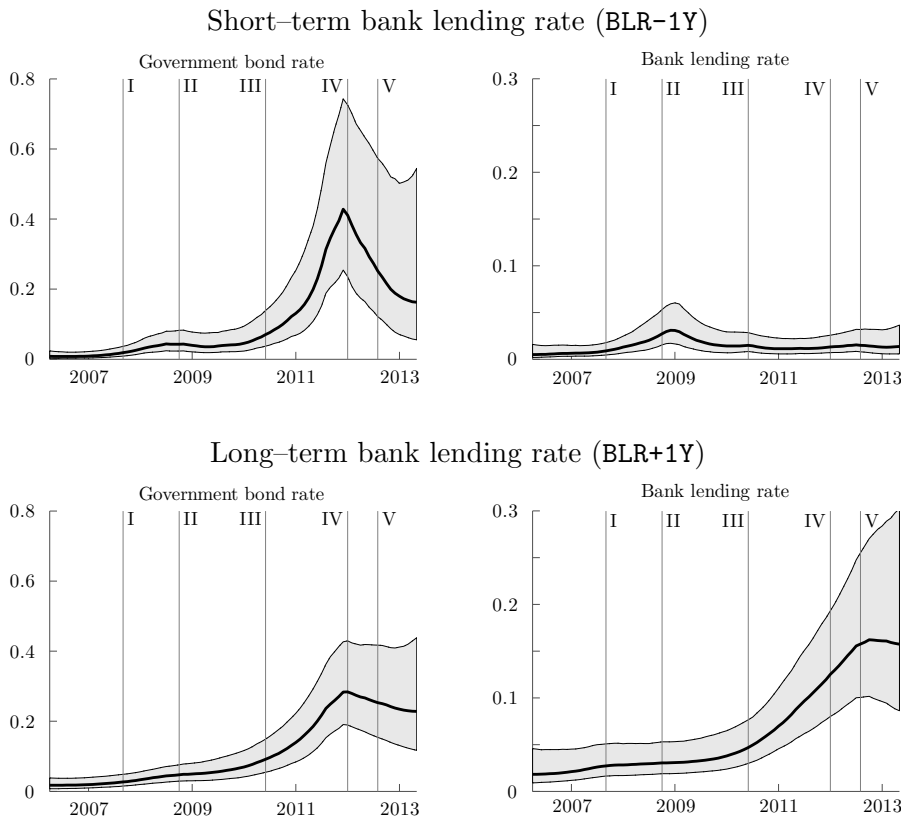 Short–term bank lending rate (BLR-1Y)
Government bond rate
0.8
0.6
0.4
0.2
0
I II III IV V
2007 2009 2011 2013
Bank lending rate
0.3
0.2
0.1
0
I II III IV V
2007 2009 2011 2013
Long–term bank lending rate (BLR+1Y)
Government bond rate
0.8
0.6
0.4
0.2
0
I II III IV V
2007 2009 2011 2013
Bank lending rate
0.3
0.2
0.1
0
I II III IV V
2007 2009 2011 2013